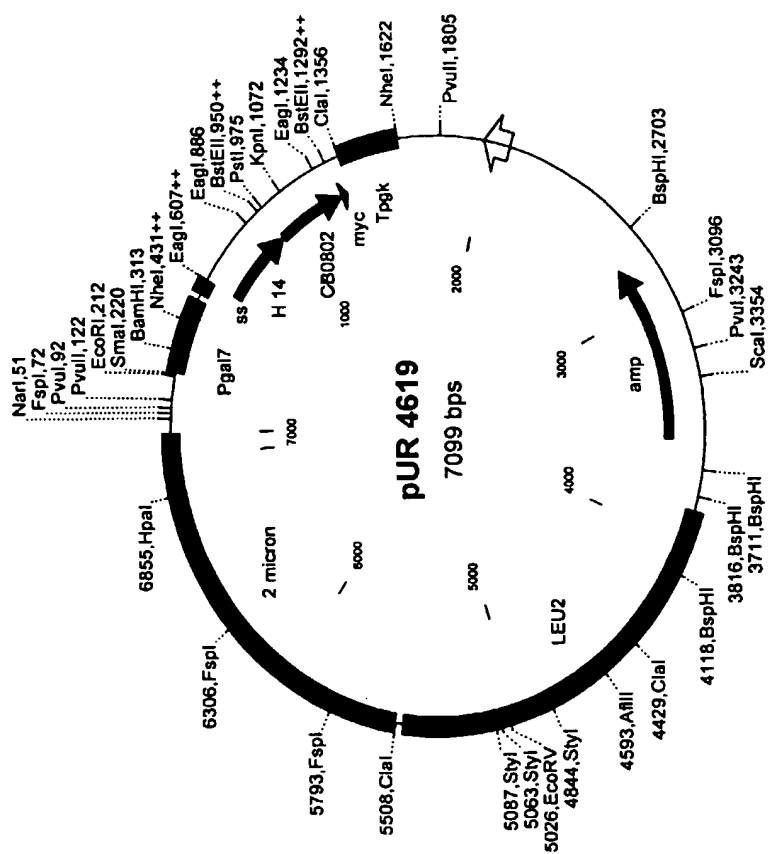 NarI,51
FspI,72
PvuI,92
PvuII,122
EcoRI,212
SmaI,220
BamHI,313
NheI,431++
EagI,607++
EagI,886
BstEII,950++
PstI,975
KpnI,1072
EagI,1234
BstEII,1292++
ClaI,1356
NheI,1622
PvuII,1805
BspHI,2703
FspI,3096
PvuI,3243
ScaI,3354
3711,BspHI
3816,BspHI
4118,BspHI
4429,ClaI
4593,AflII
4844,StyI
5026,EcoRV
5063,StyI
5087,StyI
5508,ClaI
5793,FspI
6306,FspI
6855,HpaI
Pgal7
ss
H 14
CB0802
myc
Tpgk
amp
LEU2
2 micron
1000
2000
3000
4000
5000
6000
7000
pUR 4619
7099 bps